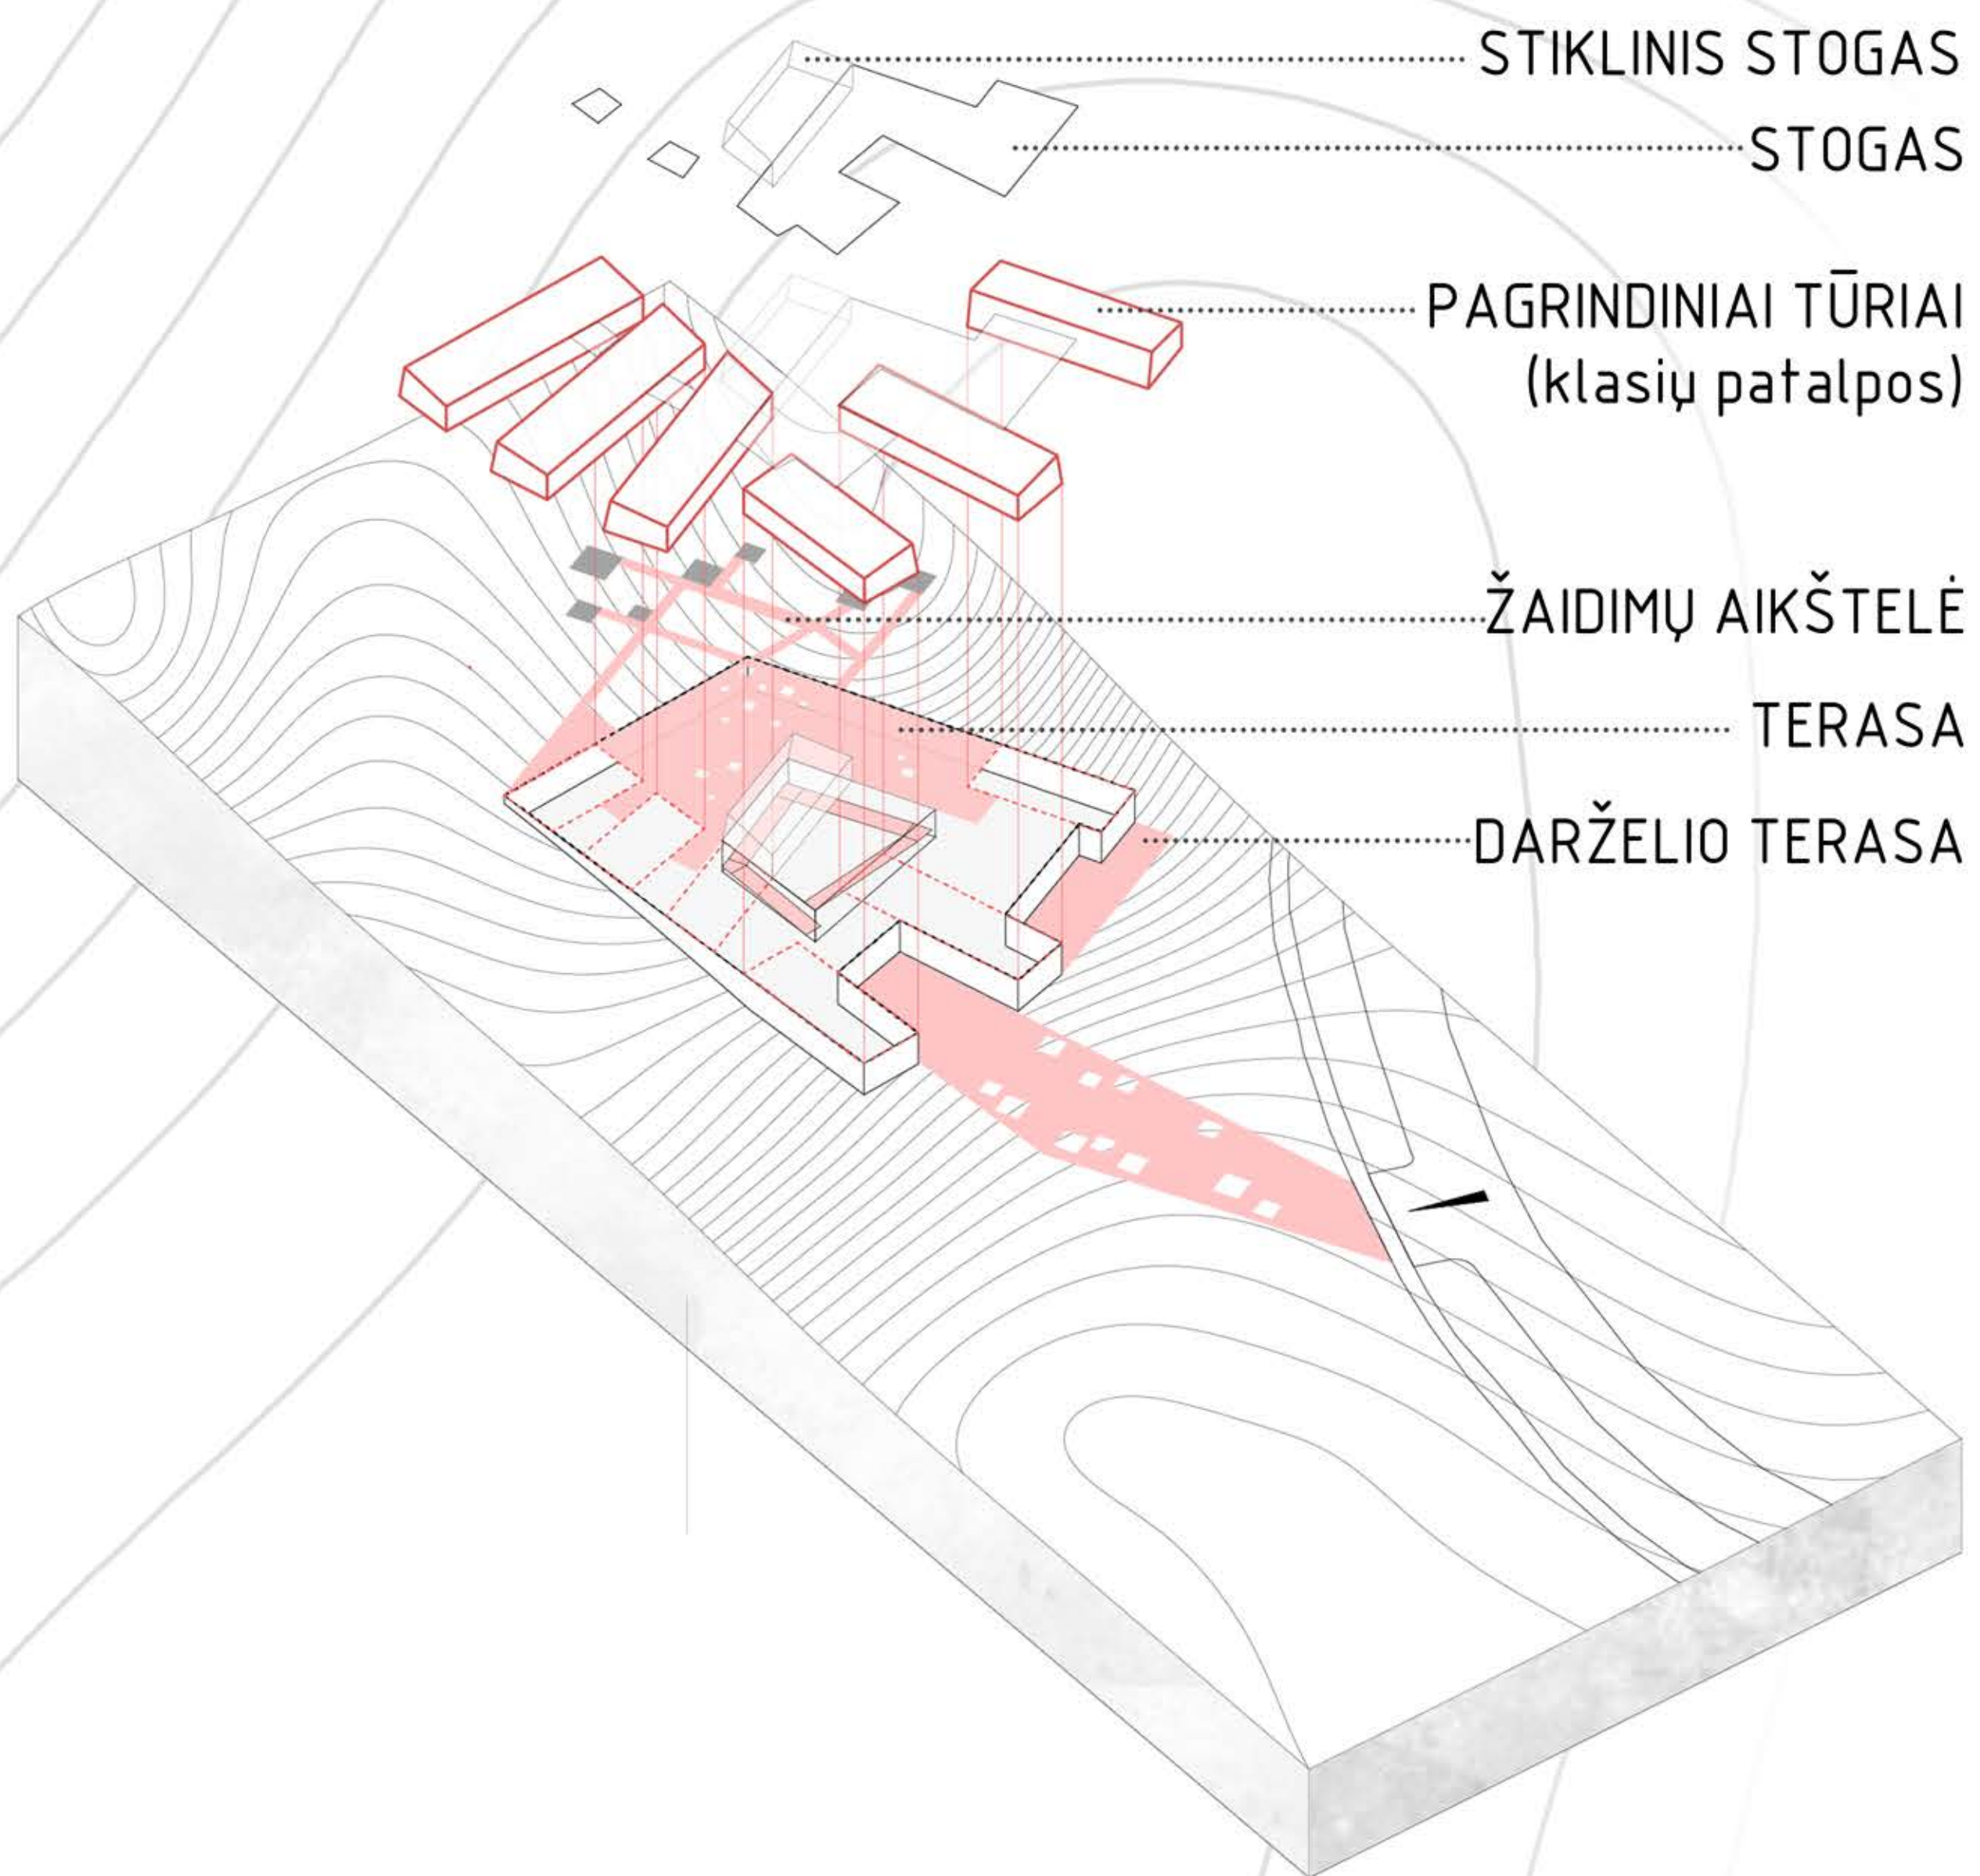 STIKLINIS STOGAS
STOGAS
PAGRINDINIAI TŪRIAI
(klasių patalpos)
ŽAIDIMŲ AIKŠTELĖ
TERASA
DARŽELIO TERASA